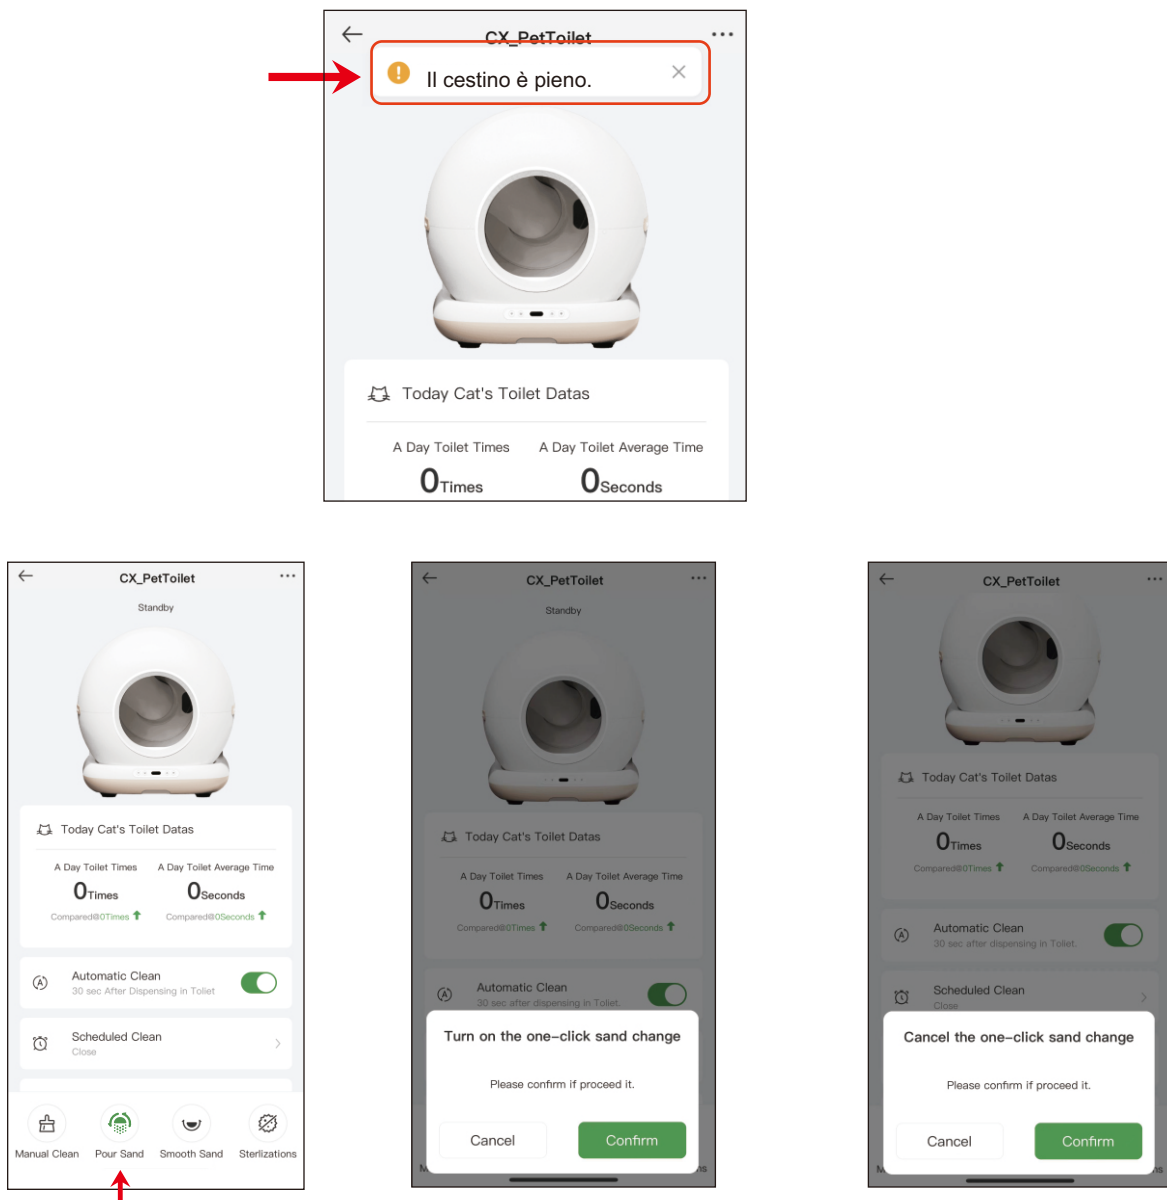 CX_PetToilet
Il cestino è pieno.
Today Cat's Toilet Datas
A Day Toilet Times A Day Toilet Average Time
0Times 0Seconds
CX_PetToilet
Standby
Today Cat's Toilet Datas
A Day Toilet Times A Day Toilet Average Time
0Times 0Seconds
Compared@0Times Compared@0Seconds
Automatic Clean
30 sec After Dispensing in Toliet
Scheduled Clean
Close
Manual Clean Pour Sand Smooth Sand Sterlizations
CX_PetToilet
Standby
Today Cat's Toilet Datas
A Day Toilet Times A Day Toilet Average Time
0Times 0Seconds
Compared@0Times Compared@0Seconds
Automatic Clean
30 sec after dispensing in Toliet.
Turn on the one-click sand change
Please confirm if proceed it.
Cancel Confirm
CX_PetToilet
Today Cat's Toilet Datas
A Day Toilet Times A Day Toilet Average Time
0Times 0Seconds
Compared@0Times Compared@0Seconds
Automatic Clean
30 sec after dispensing in Toliet.
Scheduled Clean
Close
Cancel the one-click sand change
Please confirm if proceed it.
Cancel Confirm